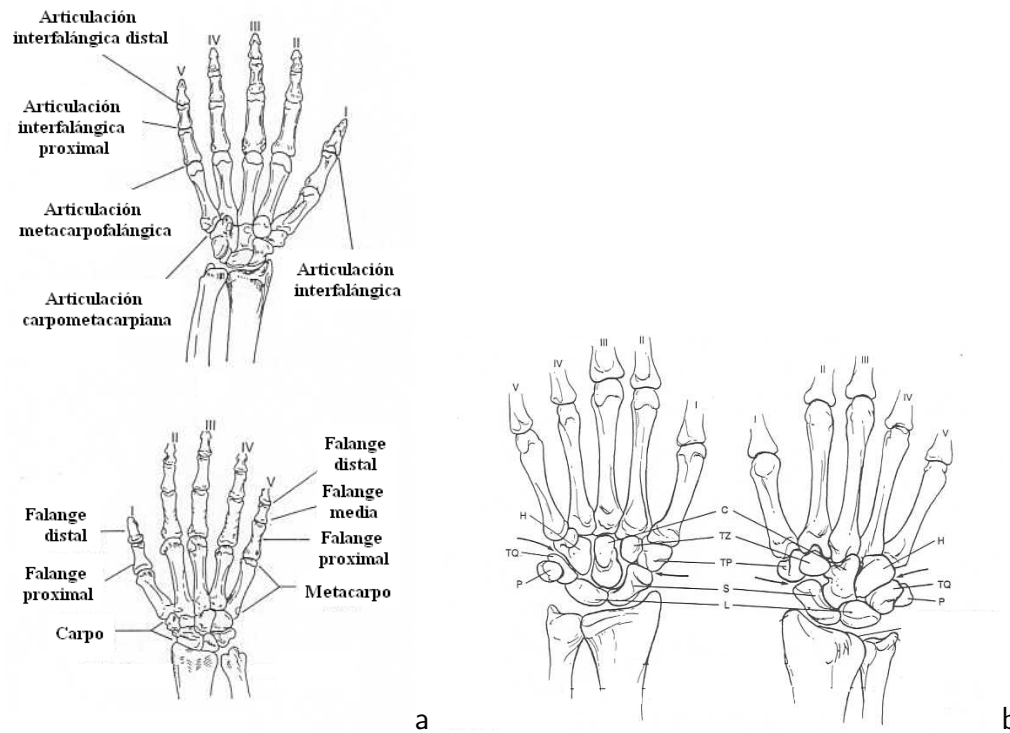 Articulación
interfalángica distal
III
IV
II
V
Articulación
interfalángica
proximal
I
Articulación
metacarpofalángica
Articulación
interfalángica
Articulación
carpometacarpiana
III
II
IV
V
I
Falange
distal
Falange
media
Falange
distal
Falange
proximal
Falange
proximal
Metacarpo
Carpo
a
III
II
IV
V
I
II
III
IV
I
V
H
C
TZ
H
TQ
TP
TQ
P
S
P
L
b